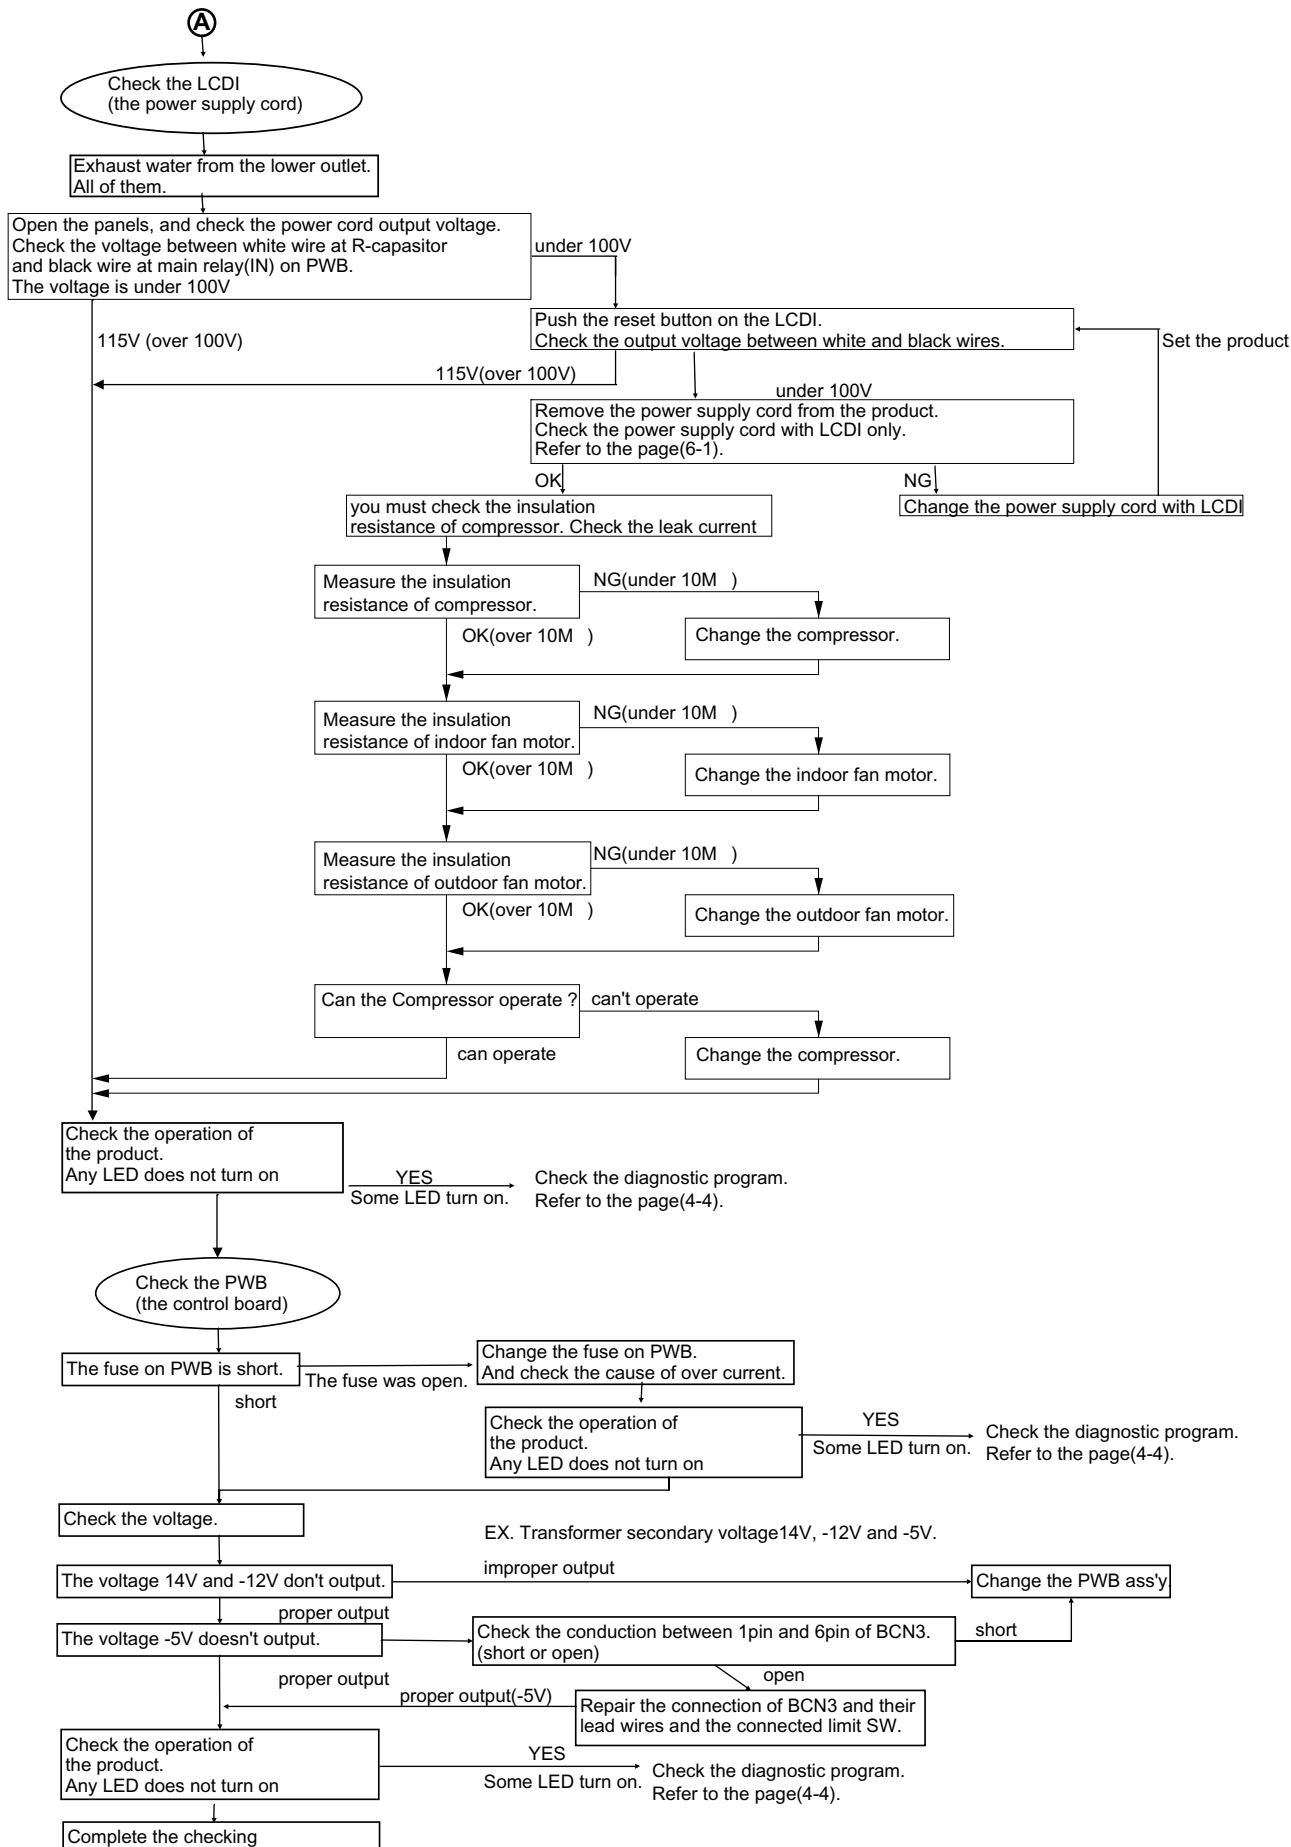 A
Check the LCDI
(the power supply cord)
Exhaust water from the lower outlet.
All of them.
Open the panels, and check the power cord output voltage.
Check the voltage between white wire at R-capasitor
and black wire at main relay(IN) on PWB.
The voltage is under 100V
under 100V
115V (over 100V)
Push the reset button on the LCDI.
Check the output voltage between white and black wires.
Set the product
115V(over 100V)
under 100V
Remove the power supply cord from the product.
Check the power supply cord with LCDI only.
Refer to the page(6-1).
OK
NG
you must check the insulation
resistance of compressor. Check the leak current
Change the power supply cord with LCDI
Measure the insulation
resistance of compressor.
NG(under 10M )
OK(over 10M )
Change the compressor.
Measure the insulation
resistance of indoor fan motor.
NG(under 10M )
OK(over 10M )
Change the indoor fan motor.
Measure the insulation
resistance of outdoor fan motor.
NG(under 10M )
OK(over 10M )
Change the outdoor fan motor.
Can the Compressor operate ?
can't operate
can operate
Change the compressor.
Check the operation of
the product.
Any LED does not turn on
YES
Some LED turn on.
Check the diagnostic program.
Refer to the page(4-4).
Check the PWB
(the control board)
The fuse on PWB is short.
The fuse was open.
Change the fuse on PWB.
And check the cause of over current.
short
Check the operation of
the product.
Any LED does not turn on
YES
Some LED turn on.
Check the diagnostic program.
Refer to the page(4-4).
Check the voltage.
EX. Transformer secondary voltage14V, -12V and -5V.
The voltage 14V and -12V don't output.
improper output
Change the PWB ass'y.
proper output
The voltage -5V doesn't output.
Check the conduction between 1pin and 6pin of BCN3.
(short or open)
short
open
proper output
proper output(-5V)
Repair the connection of BCN3 and their
lead wires and the connected limit SW.
Check the operation of
the product.
Any LED does not turn on
YES
Some LED turn on.
Check the diagnostic program.
Refer to the page(4-4).
Complete the checking